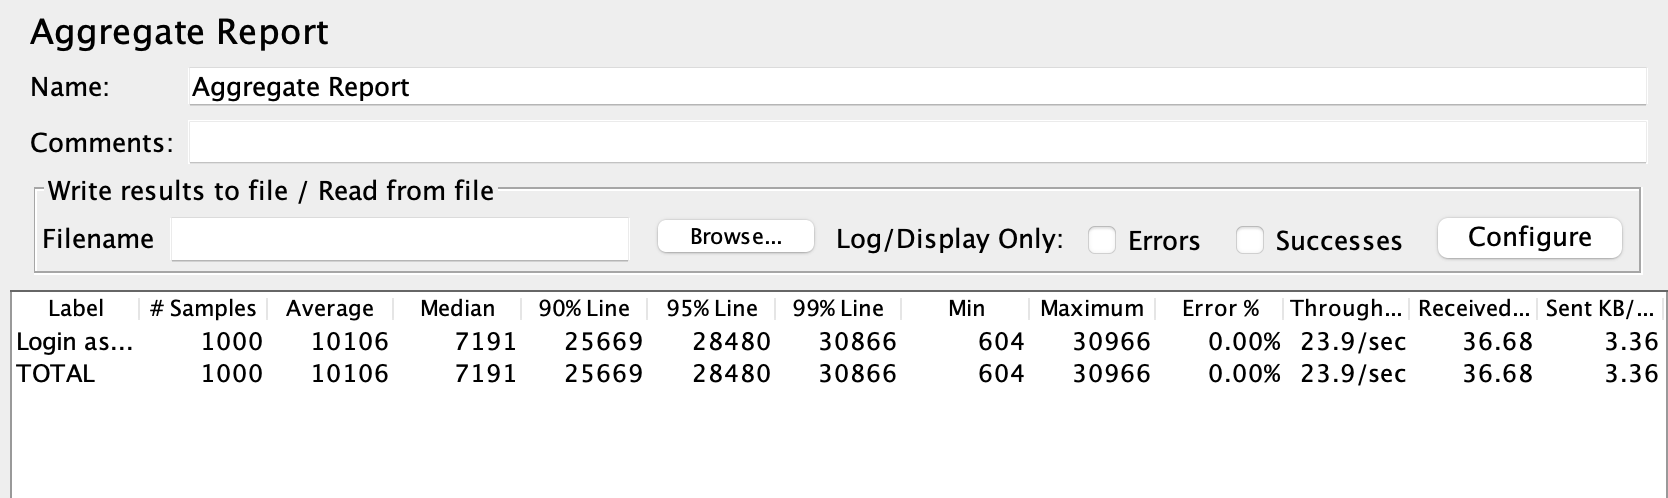 Aggregate Report
Name: Aggregate Report
Comments:
Write results to file / Read from file
Filename Browse... Log/Display Only: Errors Successes Configure
Label # Samples Average Median 90% Line 95% Line 99% Line Min Maximum Error % Through... Received... Sent KB/...
Login as... 1000 10106 7191 25669 28480 30866 604 30966 0.00% 23.9/sec 36.68 3.36
TOTAL 1000 10106 7191 25669 28480 30866 604 30966 0.00% 23.9/sec 36.68 3.36